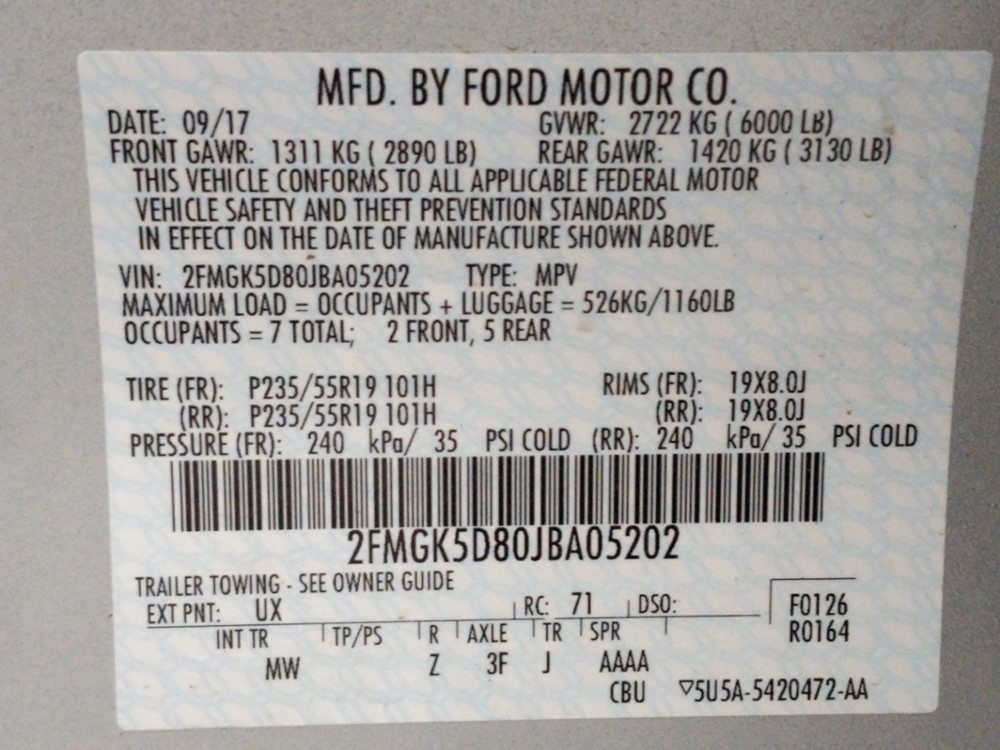 MFD. BY FORD MOTOR CO.
DATE: 09/17 GVWR: 2722 KG ( 6000 LB)
FRONT GAWR: 1311 KG ( 2890 LB) REAR GAWR: 1420 KG ( 3130 LB)
THIS VEHICLE CONFORMS TO ALL APPLICABLE FEDERAL MOTOR
VEHICLE SAFETY AND THEFT PREVENTION STANDARDS
IN EFFECT ON THE DATE OF MANUFACTURE SHOWN ABOVE.
VIN: 2FMGK5D80JBA05202 TYPE: MPV
MAXIMUM LOAD = OCCUPANTS + LUGGAGE = 526KG/1160LB
OCCUPANTS = 7 TOTAL; 2 FRONT, 5 REAR
TIRE (FR): P235/55R19 101H RIMS (FR): 19X8.0J
(RR): P235/55R19 101H (RR): 19X8.0J
PRESSURE (FR): 240 kPa/ 35 PSI COLD (RR): 240 kPa/ 35 PSI COLD
2FMGK5D80JBA05202
TRAILER TOWING - SEE OWNER GUIDE
EXT PNT: UX RC: 71 DSO: F0126
INT TR TP/PS R AXLE TR SPR R0164
MW Z 3F J AAAA
CBU ▽5U5A-5420472-AA